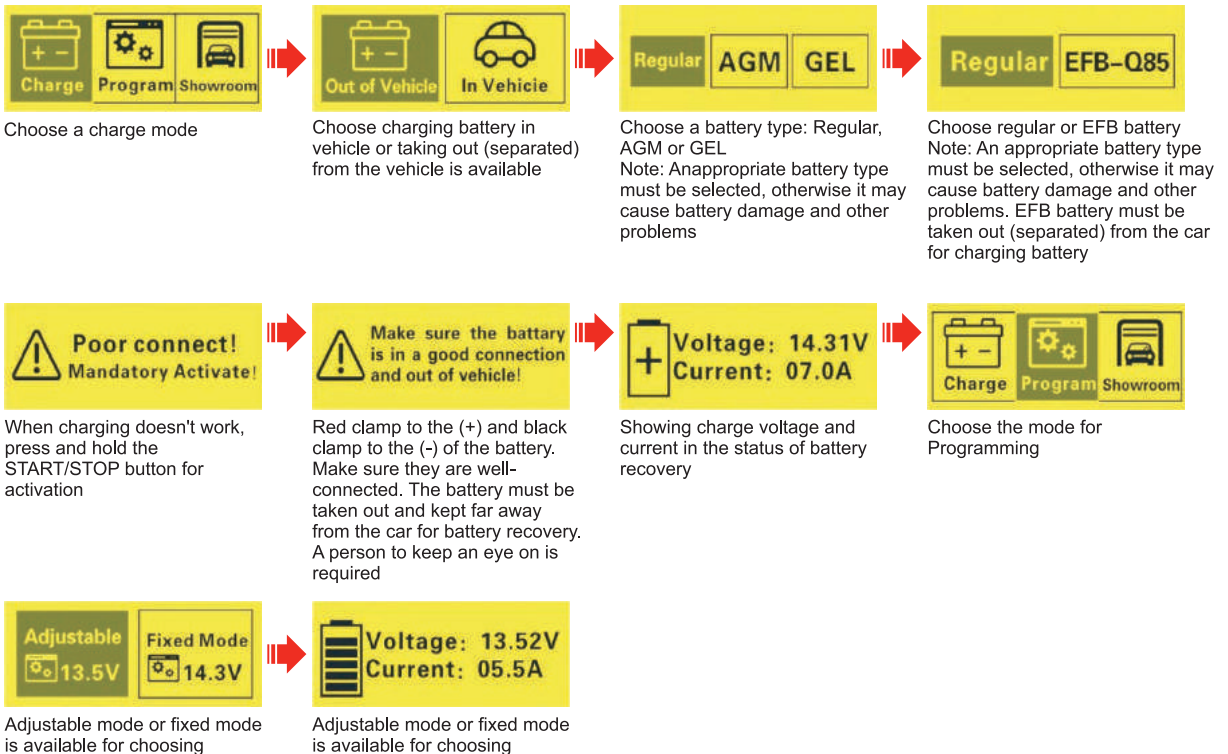 Charge Program Showroom
Choose a charge mode
Out of Vehicle In Vehicie
Choose charging battery in
vehicle or taking out (separated)
from the vehicle is available
Regular AGM GEL
Choose a battery type: Regular,
AGM or GEL
Note: Anappropriate battery type
must be selected, otherwise it may
cause battery damage and other
problems
Regular EFB-Q85
Choose regular or EFB battery
Note: An appropriate battery type
must be selected, otherwise it may
cause battery damage and other
problems. EFB battery must be
taken out (separated) from the car
for charging battery
Poor connect!
Mandatory Activate!
When charging doesn't work,
press and hold the
START/STOP button for
activation
Make sure the battary
is in a good connection
and out of vehicle!
Red clamp to the (+) and black
clamp to the (-) of the battery.
Make sure they are well-
connected. The battery must be
taken out and kept far away
from the car for battery recovery.
A person to keep an eye on is
required
Voltage: 14.31V
Current: 07.0A
Showing charge voltage and
current in the status of battery
recovery
Charge Program Showroom
Choose the mode for
Programming
Adjustable
13.5V
Fixed Mode
14.3V
Adjustable mode or fixed mode
is available for choosing
Voltage: 13.52V
Current: 05.5A
Adjustable mode or fixed mode
is available for choosing